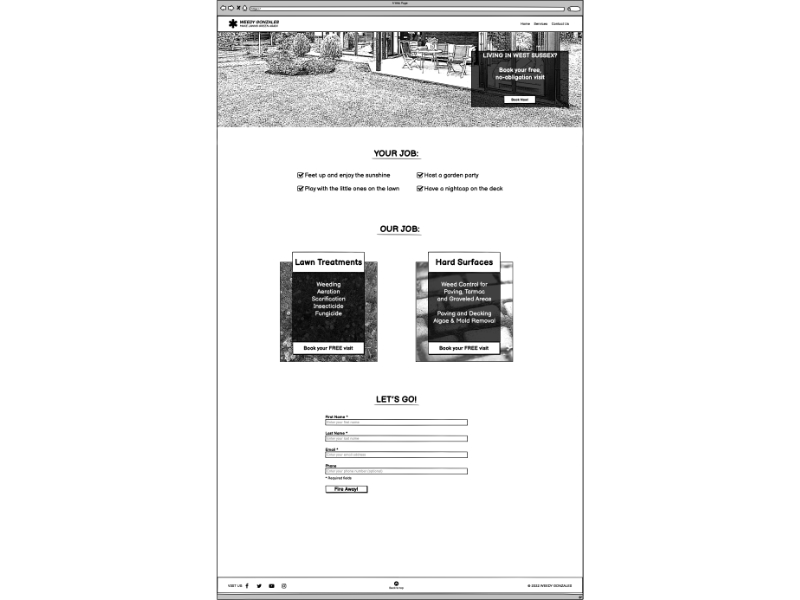 A Web Page
https://
WEEDY GONZALES
Home Services Contact Us
LIVING IN WEST SUSSEX?
Book your free,
no-obligation visit
Book Now!
YOUR JOB:
Feet up and enjoy the sunshine
Host a garden party
Play with the little ones on the lawn
Have a nightcap on the deck
OUR JOB:
Lawn Treatments
Weeding
Aeration
Scarification
Insecticide
Fungicide
Book your FREE visit
Hard Surfaces
Weed Control for
Paving, Tarmac
and Graveled Areas
Paving and Decking
Algae & Mold Removal
Book your FREE visit
LET'S GO!
First Name *
Enter your first name
Last Name *
Enter your last name
Email *
Enter your email address
Phone
Enter your phone number (optional)
* Required fields
Fire Away!
VISIT US
Back to top
© 2022 WEEDY GONZALES